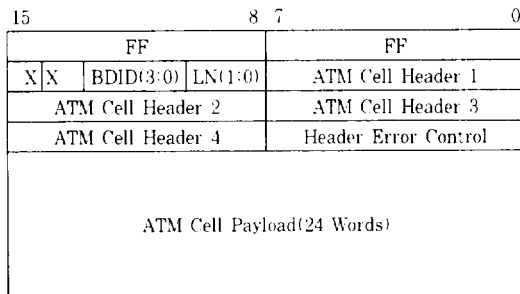 15 8 7 0
FF FF
X X BDID(3:0) LN(1:0) ATM Cell Header 1
ATM Cell Header 2 ATM Cell Header 3
ATM Cell Header 4 Header Error Control
ATM Cell Payload(24 Words)